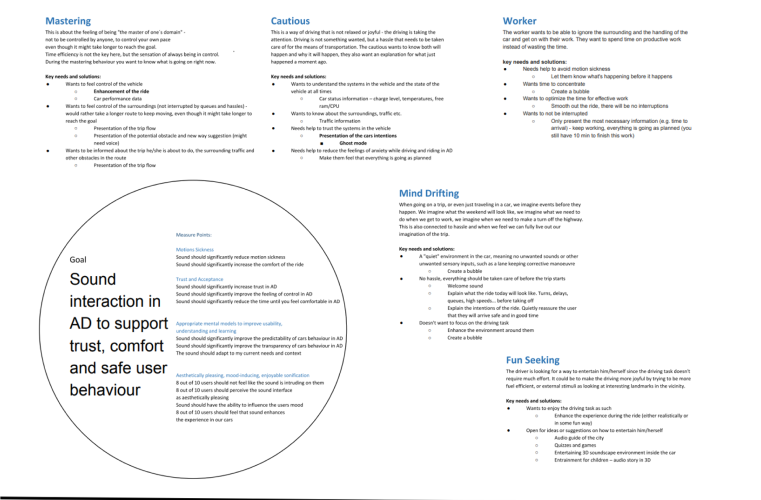 Mastering
This is about the feeling of being "the master of one´s domain" -
not to be controlled by anyone, to control your own pace
even though it might take longer to reach the goal.
Time efficiency is not the key here, but the sensation of always being in control.
During the mastering behaviour you want to know what is going on right now.
Key needs and solutions:
● Wants to feel control of the vehicle
○ Enhancement of the ride
○ Car performance data
● Wants to feel control of the surroundings (not interrupted by queues and hassles) -
would rather take a longer route to keep moving, even though it might take longer to
reach the goal
○ Presentation of the trip flow
○ Presentation of the potential obstacle and new way suggestion (might
need voice)
● Wants to be informed about the trip he/she is about to do, the surrounding traffic and
other obstacles in the route
○ Presentation of the trip flow
Cautious
This is a way of driving that is not relaxed or joyful - the driving is taking the
attention. Driving is not something wanted, but a hassle that needs to be taken
care of for the means of transportation. The cautious wants to know both will
happen and why it will happen, they also want an explanation for what just
happened a moment ago.
Key needs and solutions:
● Wants to understand the systems in the vehicle and the state of the
vehicle at all times
○ Car status information – charge level, temperatures, free
ram/CPU
● Wants to know about the surroundings, traffic etc.
○ Traffic information
● Needs help to trust the systems in the vehicle
○ Presentation of the cars intentions
■ Ghost mode
● Needs help to reduce the feelings of anxiety while driving and riding in AD
○ Make them feel that everything is going as planned
Worker
The worker wants to be able to ignore the surrounding and the handling of the
car and get on with their work. They want to spend time on productive work
instead of wasting the time.
key needs and solutions:
● Needs help to avoid motion sickness
○ Let them know what's happening before it happens
● Wants time to concentrate
○ Create a bubble
● Wants to optimize the time for effective work
○ Smooth out the ride, there will be no interruptions
● Wants to not be interrupted
○ Only present the most necessary information (e.g. time to
arrival) - keep working, everything is going as planned (you
still have 10 min to finish this work)
Goal
Sound
interaction in
AD to support
trust, comfort
and safe user
behaviour
Measure Points:
Motions Sickness
Sound should significantly reduce motion sickness
Sound should significantly increase the comfort of the ride
Trust and Acceptance
Sound should significantly increase trust in AD
Sound should significantly improve the feeling of control in AD
Sound should significantly reduce the time until you feel comfortable in AD
Appropriate mental models to improve usability,
understanding and learning
Sound should significantly improve the predictability of cars behaviour in AD
Sound should significantly improve the transparency of cars behaviour in AD
The sound should adapt to my current needs and context
Aesthetically pleasing, mood-inducing, enjoyable sonification
8 out of 10 users should not feel like the sound is intruding on them
8 out of 10 users should perceive the sound interface
as aesthetically pleasing
Sound should have the ability to influence the users mood
8 out of 10 users should feel that sound enhances
the experience in our cars
Mind Drifting
When going on a trip, or even just traveling in a car, we imagine events before they
happen. We imagine what the weekend will look like, we imagine what we need to
do when we get to work, we imagine when we need to make a turn off the highway.
This is also connected to hassle and when we feel we can fully live out our
imagination of the trip.
Key needs and solutions:
● A "quiet" environment in the car, meaning no unwanted sounds or other
unwanted sensory inputs, such as a lane keeping corrective manoeuvre
○ Create a bubble
● No hassle, everything should be taken care of before the trip starts
○ Welcome sound
○ Explain what the ride today will look like. Turns, delays,
queues, high speeds... before taking off
○ Explain the intentions of the ride. Quietly reassure the user
that they will arrive safe and in good time
● Doesn't want to focus on the driving task
○ Enhance the environment around them
○ Create a bubble
Fun Seeking
The driver is looking for a way to entertain him/herself since the driving task doesn't
require much effort. It could be to make the driving more joyful by trying to be more
fuel efficient, or external stimuli as looking at interesting landmarks in the vicinity.
Key needs and solutions:
● Wants to enjoy the driving task as such
○ Enhance the experience during the ride (either realistically or
in some fun way)
● Open for ideas or suggestions on how to entertain him/herself
○ Audio guide of the city
○ Quizzes and games
○ Entertaining 3D soundscape environment inside the car
○ Entrainment for children – audio story in 3D